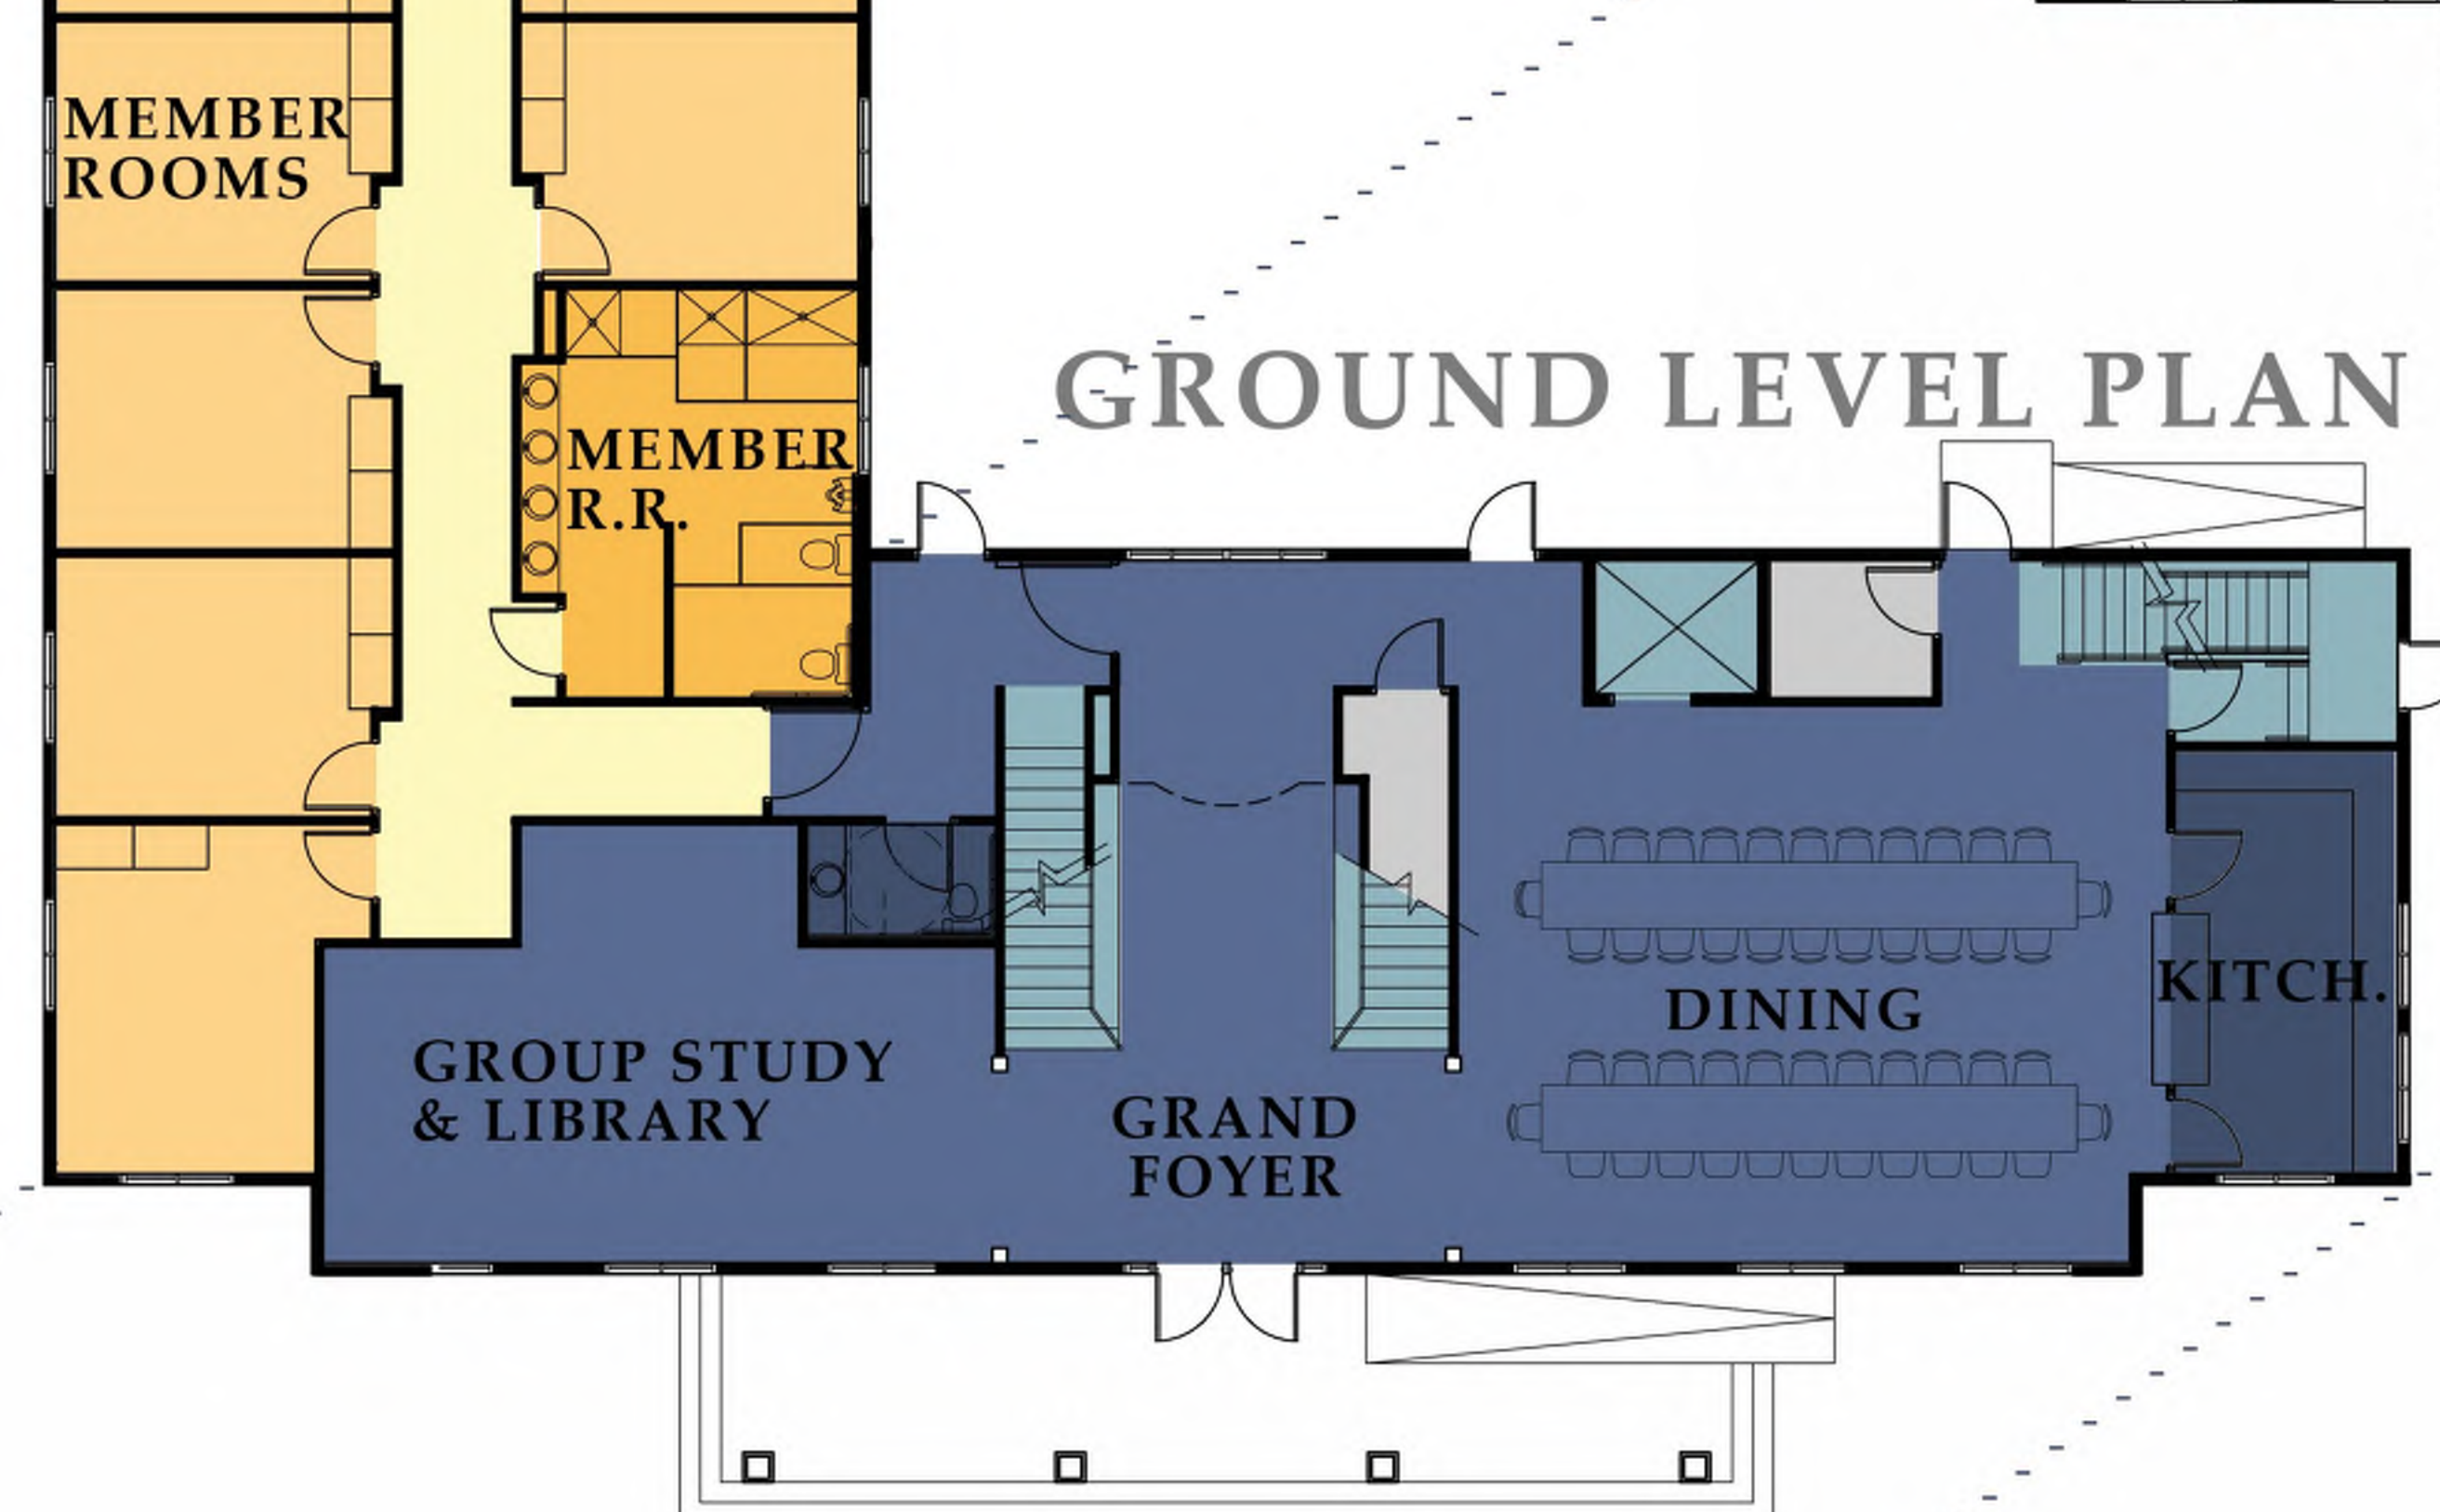 MEMBER
ROOMS
GROUND LEVEL PLAN
MEMBER
R.R.
KITCH.
DINING
GROUP STUDY
& LIBRARY
GRAND
FOYER